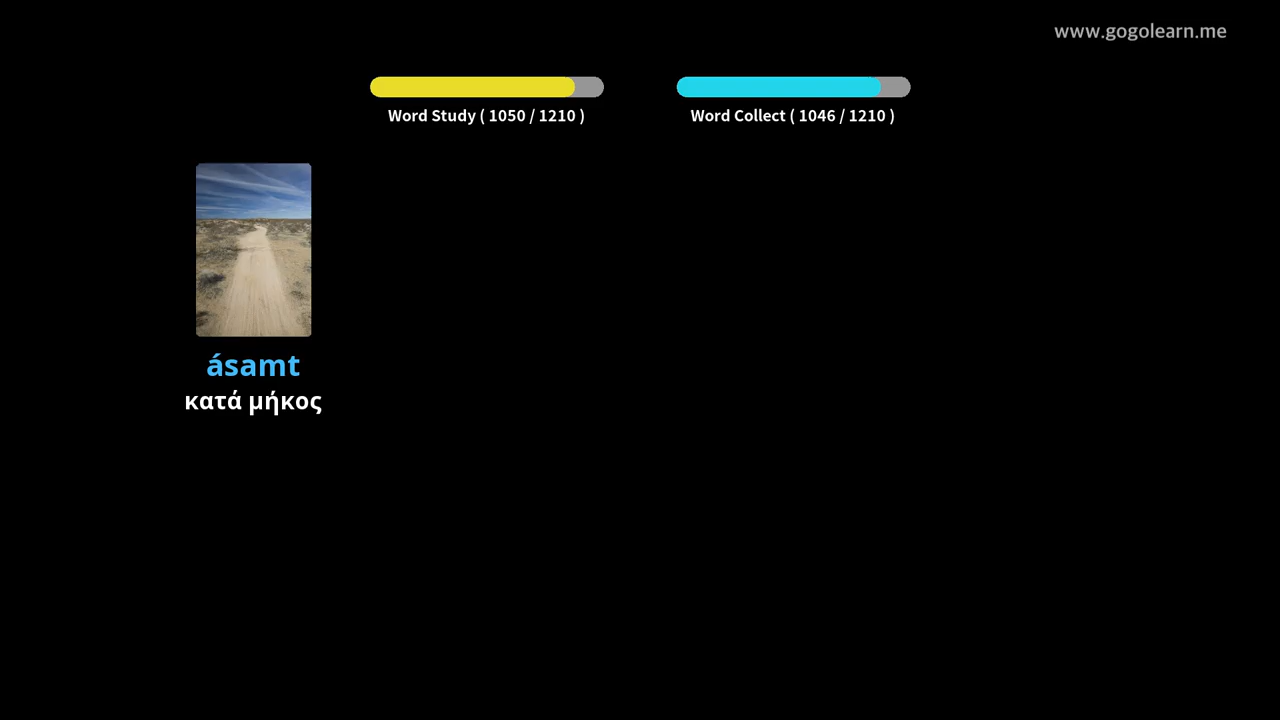 www.gogolearn.me
Word Study ( 1050 / 1210 )
Word Collect ( 1046 / 1210 )
ásamt
κατά μήκος